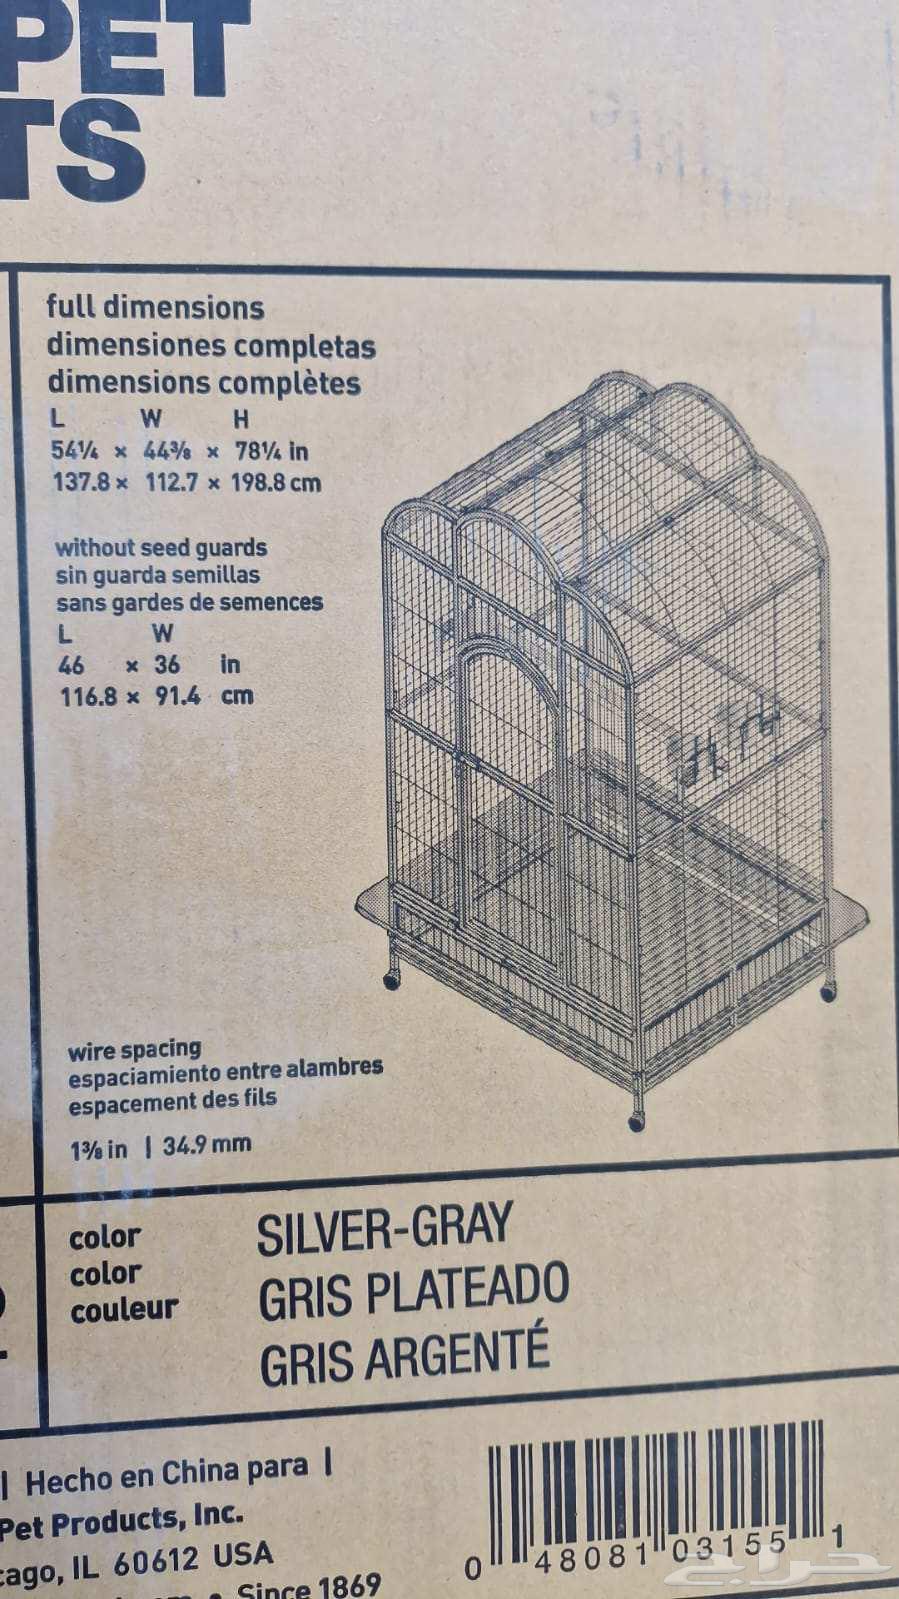 PET
TS
full dimensions
dimensiones completas
dimensions complètes
L W H
54¼ × 44⅜ × 78¼ in
137.8 × 112.7 × 198.8 cm
without seed guards
sin guarda semillas
sans gardes de semences
L W
46 × 36 in
116.8 × 91.4 cm
wire spacing
espaciamiento entre alambres
espacement des fils
1⅜ in | 34.9 mm
color SILVER-GRAY
color GRIS PLATEADO
couleur GRIS ARGENTÉ
| Hecho en China para |
Pet Products, Inc.
cago, IL 60612 USA
• Since 1869
0 48081 03155 1
حراج